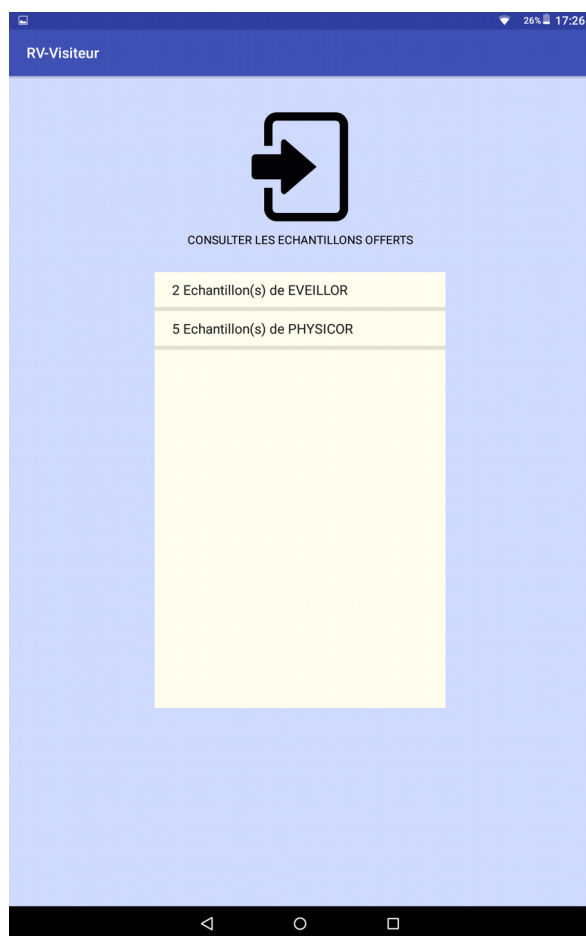 26% 17:26
RV-Visiteur
CONSULTER LES ECHANTILLONS OFFERTS
2 Echantillon(s) de EVEILLOR
5 Echantillon(s) de PHYSICOR